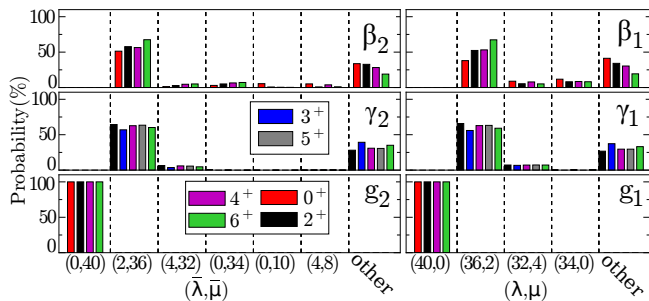 100
50
0
β₂
β₁
Probability(%)
100
50
0
3⁺
5⁺
γ₂
γ₁
100
50
0
4⁺ 0⁺
6⁺ 2⁺
g₂
g₁
(0,40) (2,36) (4,32) (0,34) (0,10) (4,8) other
(40,0) (36,2) (32,4) (34,0) other
(λ̄,μ̄)
(λ,μ)